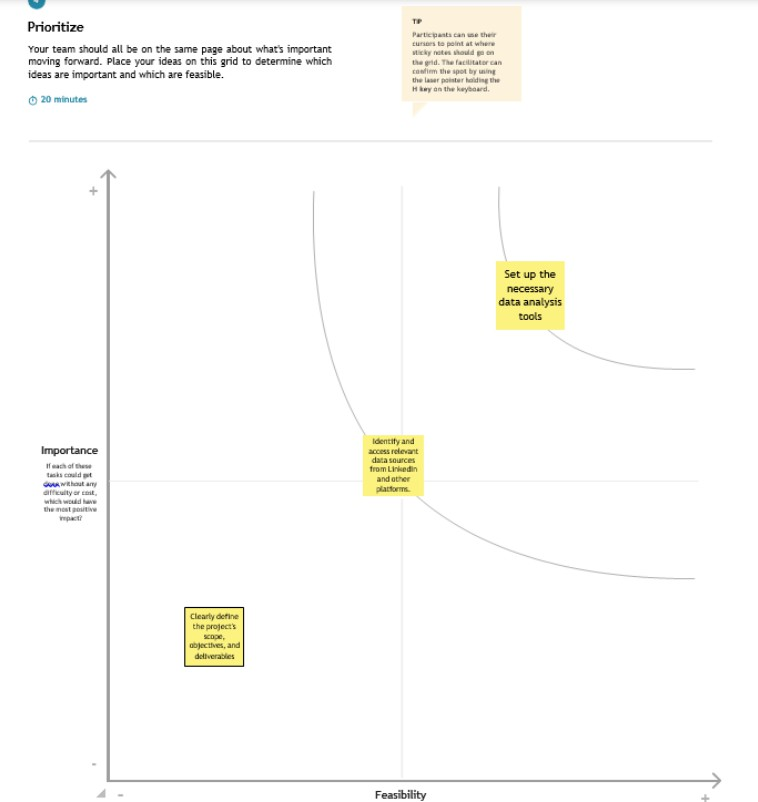 Prioritize
Your team should all be on the same page about what's important
moving forward. Place your ideas on this grid to determine which
ideas are important and which are feasible.
20 minutes
TIP
Participants can use their
cursors to point at where
sticky notes should go on
the grid. The facilitator can
confirm the spot by using
the laser pointer holding the
H key on the keyboard.
+
Set up the
necessary
data analysis
tools
Identify and
access relevant
data sources
from LinkedIn
and other
platforms.
Importance
If each of these
tasks could get
without any
difficulty or cost,
which would have
the most positive
impact?
Clearly define
the project's
scope,
objectives, and
deliverables
-
-
Feasibility
+